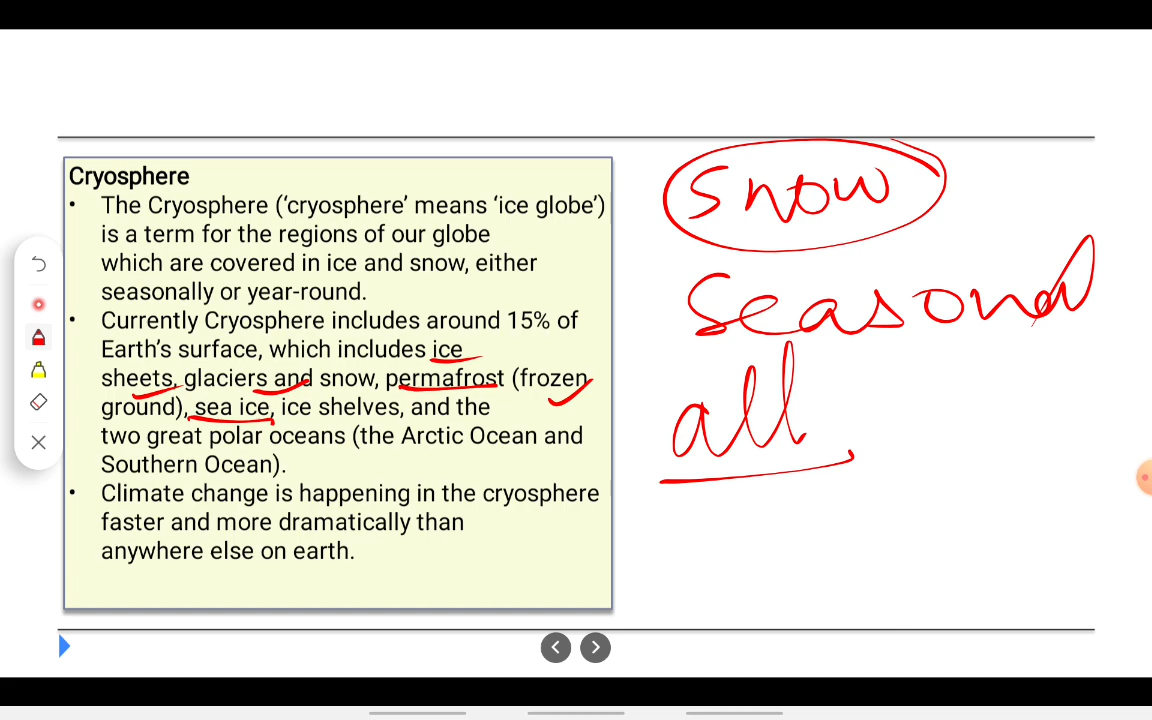 Cryosphere
• The Cryosphere (‘cryosphere’ means ‘ice globe’)
is a term for the regions of our globe
which are covered in ice and snow, either
seasonally or year-round.
• Currently Cryosphere includes around 15% of
Earth’s surface, which includes ice
sheets, glaciers and snow, permafrost (frozen
ground), sea ice, ice shelves, and the
two great polar oceans (the Arctic Ocean and
Southern Ocean).
• Climate change is happening in the cryosphere
faster and more dramatically than
anywhere else on earth.
snow
seasonal
all